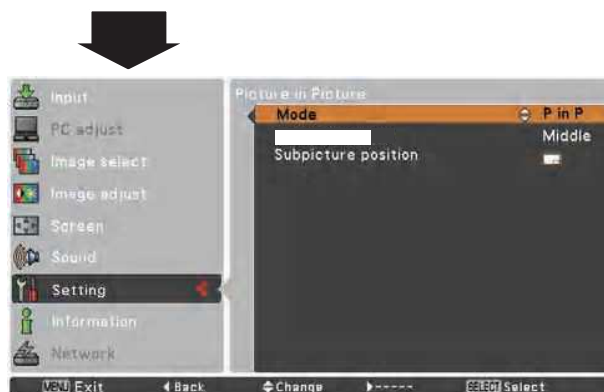 Input
PC adjust
Image select
Image adjust
Screen
Sound
Setting
Information
Network
Picture in Picture
Mode P in P
Middle
Subpicture position
MENU Exit Back Change ----- SELECT Select